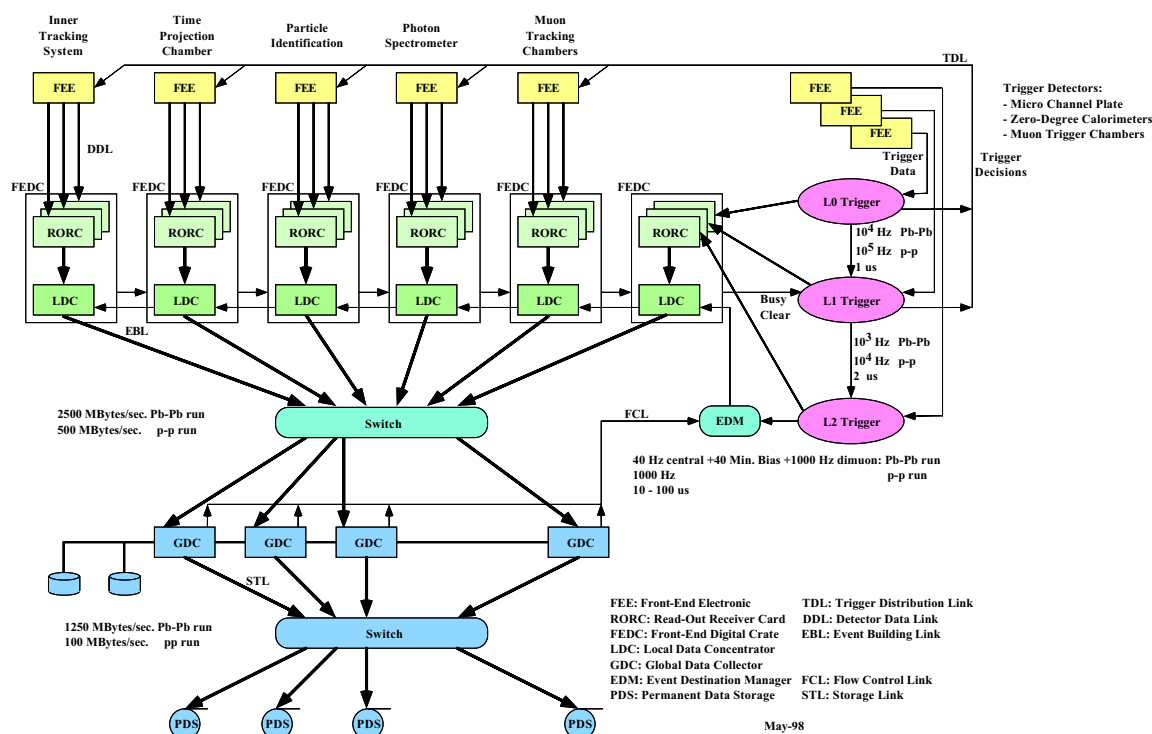 Inner
Tracking
System
Time
Projection
Chamber
Particle
Identification
Photon
Spectrometer
Muon
Tracking
Chambers
TDL
FEE
FEE
FEE
FEE
FEE
FEE
FEE
FEE
Trigger Detectors:
- Micro Channel Plate
- Zero-Degree Calorimeters
- Muon Trigger Chambers
DDL
Trigger
Data
Trigger
Decisions
FEDC
FEDC
FEDC
FEDC
FEDC
FEDC
RORC
RORC
RORC
RORC
RORC
RORC
L0 Trigger
10⁴ Hz Pb-Pb
10⁵ Hz p-p
1 us
LDC
LDC
LDC
LDC
LDC
LDC
Busy
Clear
L1 Trigger
EBL
10³ Hz Pb-Pb
10⁴ Hz p-p
2 us
2500 MBytes/sec. Pb-Pb run
500 MBytes/sec. p-p run
Switch
FCL
EDM
L2 Trigger
40 Hz central +40 Min. Bias +1000 Hz dimuon: Pb-Pb run
1000 Hz p-p run
10 - 100 us
GDC
GDC
GDC
GDC
STL
1250 MBytes/sec. Pb-Pb run
100 MBytes/sec. pp run
Switch
FEE: Front-End Electronic
RORC: Read-Out Receiver Card
FEDC: Front-End Digital Crate
LDC: Local Data Concentrator
GDC: Global Data Collector
EDM: Event Destination Manager
PDS: Permanent Data Storage
TDL: Trigger Distribution Link
DDL: Detector Data Link
EBL: Event Building Link
FCL: Flow Control Link
STL: Storage Link
PDS
PDS
PDS
PDS
May-98